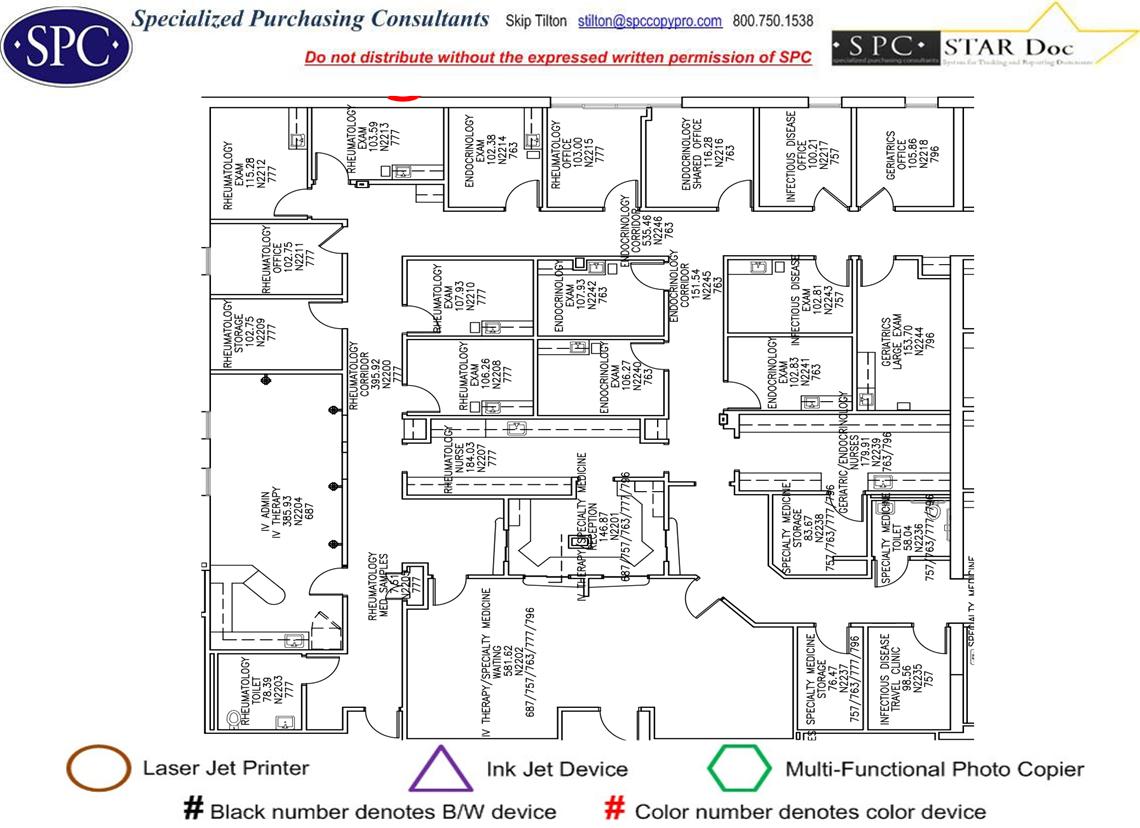 Specialized Purchasing Consultants Skip Tilton stilton@spccopypro.com 800.750.1538
·SPC·
Do not distribute without the expressed written permission of SPC
·SPC· STAR Doc
specialized purchasing consultants System for Tracking and Reporting Documents
RHEUMATOLOGY
EXAM
115.28
N2212
777
RHEUMATOLOGY
EXAM
103.59
N2213
777
ENDOCRINOLOGY
EXAM
102.38
N2214
763
RHEUMATOLOGY
OFFICE
103.00
N2215
777
ENDOCRINOLOGY
SHARED OFFICE
116.28
N2216
763
INFECTIOUS DISEASE
OFFICE
100.21
N2217
757
GERIATRICS
OFFICE
105.86
N2218
796
RHEUMATOLOGY
OFFICE
102.75
N2211
777
ENDOCRINOLOGY
CORRIDOR
535.46
N2246
763
RHEUMATOLOGY
STORAGE
102.75
N2209
777
RHEUMATOLOGY
CORRIDOR
395.92
N2200
777
RHEUMATOLOGY
EXAM
107.93
N2210
777
ENDOCRINOLOGY
EXAM
107.93
N2242
763
ENDOCRINOLOGY
CORRIDOR
151.54
N2245
763
INFECTIOUS DISEASE
EXAM
102.81
N2243
757
GERIATRICS
LARGE EXAM
153.70
N2244
796
RHEUMATOLOGY
EXAM
106.26
N2208
777
ENDOCRINOLOGY
EXAM
106.27
N2240
763
ENDOCRINOLOGY
EXAM
102.83
N2241
763
IV ADMIN
IV THERAPY
385.93
N2204
687
RHEUMATOLOGY
NURSE
184.03
N2207
777
IV THERAPY/SPECIALTY MEDICINE
RECEPTION
146.87
N2201
687/757/763/777/796
GERIATRIC/ENDOCRINOLOGY
NURSES
179.91
N2239
763/796
SPECIALTY MEDICINE
STORAGE
83.67
N2238
757/763/777/796
SPECIALTY MEDICINE
TOILET
58.04
N2236
757/763/777/796
RHEUMATOLOGY
MED SAMPLES
777
IV THERAPY/SPECIALTY MEDICINE
WAITING
581.62
N2202
687/757/763/777/796
RHEUMATOLOGY
TOILET
78.39
N2203
777
SPECIALTY MEDICINE
STORAGE
76.47
N2237
757/763/777/796
INFECTIOUS DISEASE
TRAVEL CLINIC
98.56
N2235
757
SPECIALTY MEDICINE
Laser Jet Printer
Ink Jet Device
Multi-Functional Photo Copier
# Black number denotes B/W device
# Color number denotes color device